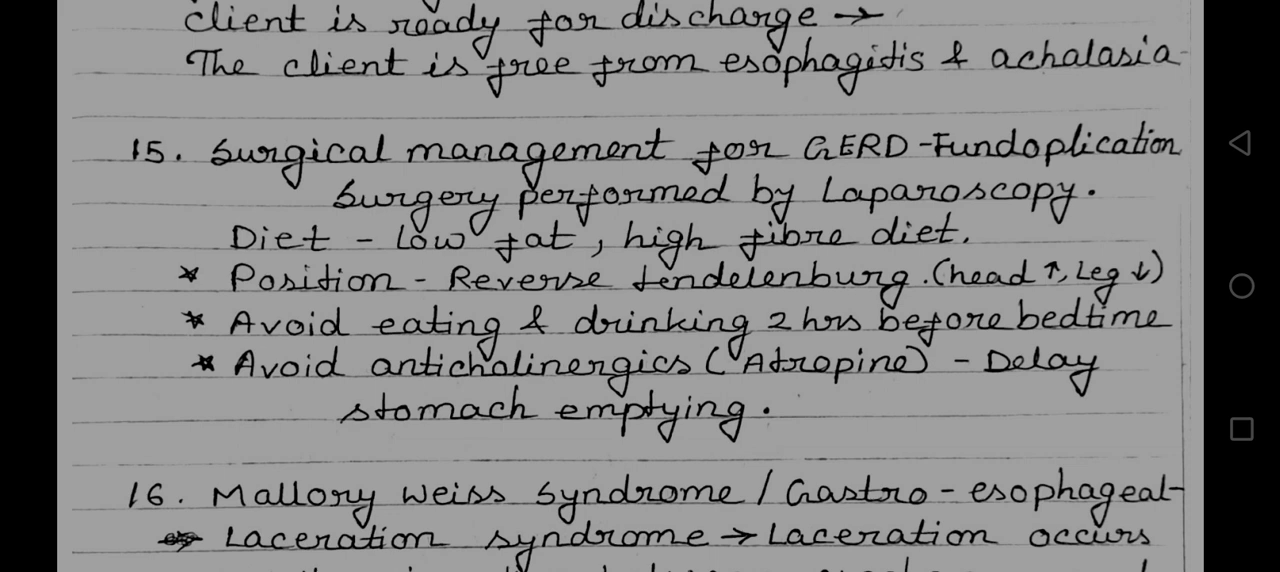 client is ready for discharge →
The client is free from esophagitis & achalasia
15. Surgical management for GERD-Fundoplication
Surgery performed by Laparoscopy.
Diet - Low fat, high fibre diet.
* Position - Reverse tendelenburg. (head ↑, Leg ↓)
* Avoid eating & drinking 2 hrs before bedtime
* Avoid anticholinergics (Atropine) - Delay
stomach emptying.
16. Mallory Weiss Syndrome / Gastro-esophageal-
Laceration syndrome → Laceration occurs